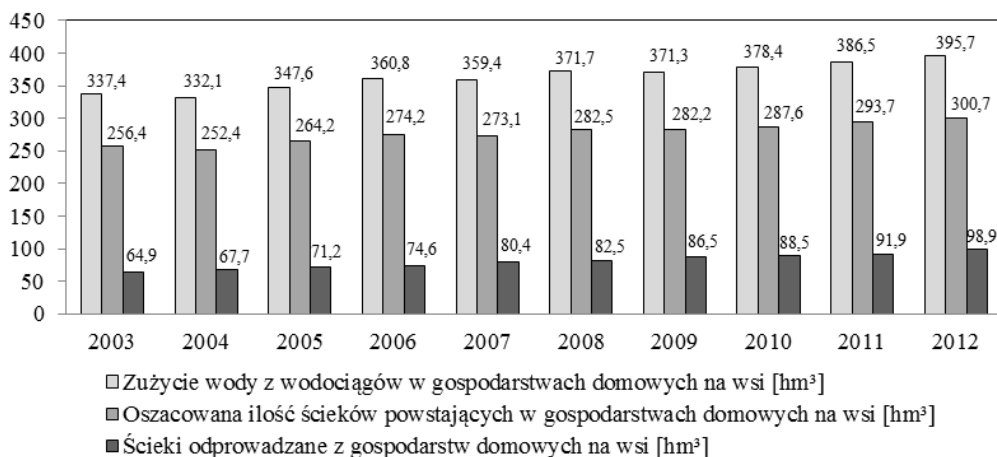 450
400
350
300
250
200
150
100
50
0
337,4 256,4 64,9
332,1 252,4 67,7
347,6 264,2 71,2
360,8 274,2 74,6
359,4 273,1 80,4
371,7 282,5 82,5
371,3 282,2 86,5
378,4 287,6 88,5
386,5 293,7 91,9
395,7 300,7 98,9
2003 2004 2005 2006 2007 2008 2009 2010 2011 2012
Zużycie wody z wodociągów w gospodarstwach domowych na wsi [hm³]
Oszacowana ilość ścieków powstających w gospodarstwach domowych na wsi [hm³]
Ścieki odprowadzane z gospodarstw domowych na wsi [hm³]